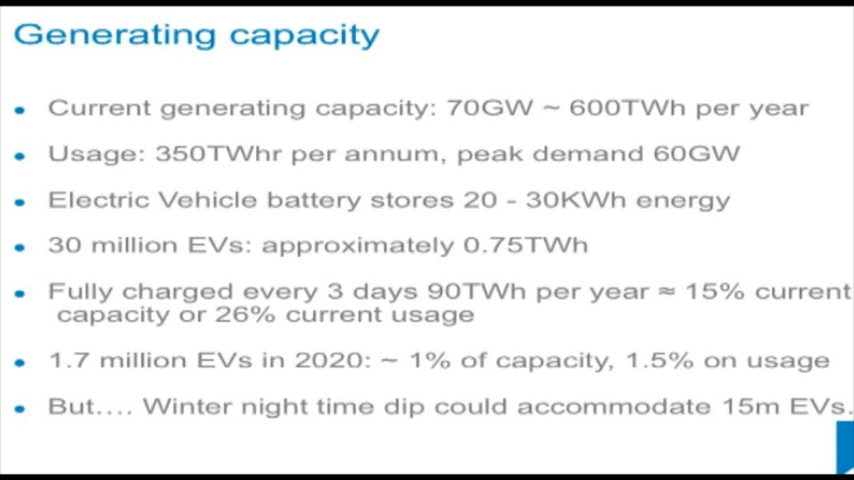 Generating capacity
• Current generating capacity: 70GW ~ 600TWh per year
• Usage: 350TWhr per annum, peak demand 60GW
• Electric Vehicle battery stores 20 - 30KWh energy
• 30 million EVs: approximately 0.75TWh
• Fully charged every 3 days 90TWh per year ≈ 15% current
capacity or 26% current usage
• 1.7 million EVs in 2020: ~ 1% of capacity, 1.5% on usage
• But…. Winter night time dip could accommodate 15m EVs.